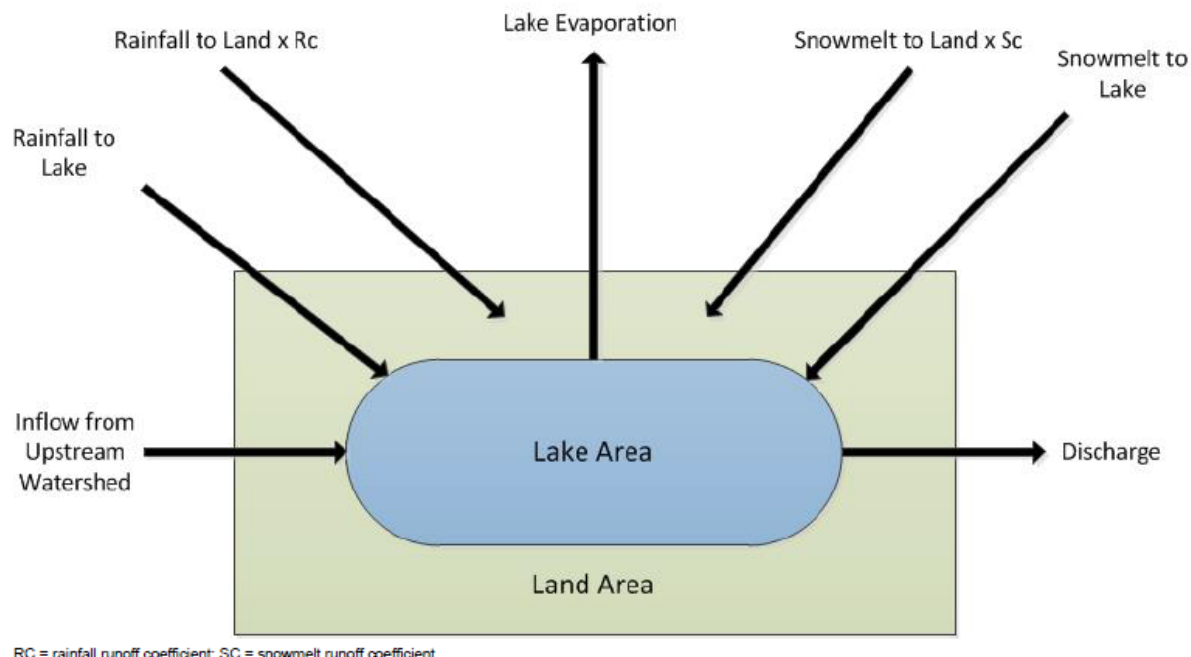 Lake Evaporation
Rainfall to Land x Rc
Snowmelt to Land x Sc
Snowmelt to
Lake
Rainfall to
Lake
Inflow from
Upstream
Watershed
Lake Area
Discharge
Land Area
RC = rainfall runoff coefficient; SC = snowmelt runoff coefficient